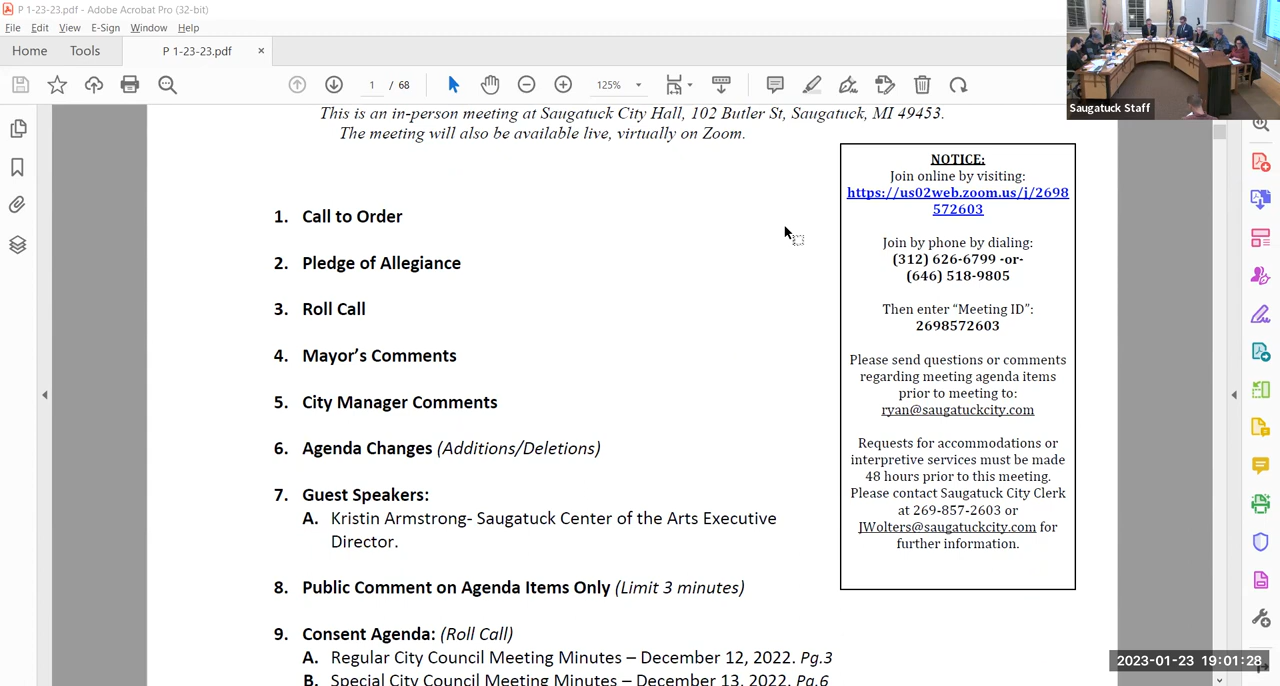 P 1-23-23.pdf - Adobe Acrobat Pro (32-bit)
File Edit View E-Sign Window Help
Home Tools P 1-23-23.pdf ×
1 / 68 125%
Saugatuck Staff
This is an in-person meeting at Saugatuck City Hall, 102 Butler St, Saugatuck, MI 49453.
The meeting will also be available live, virtually on Zoom.
1. Call to Order
2. Pledge of Allegiance
3. Roll Call
4. Mayor's Comments
5. City Manager Comments
6. Agenda Changes (Additions/Deletions)
7. Guest Speakers:
A. Kristin Armstrong- Saugatuck Center of the Arts Executive
Director.
8. Public Comment on Agenda Items Only (Limit 3 minutes)
9. Consent Agenda: (Roll Call)
A. Regular City Council Meeting Minutes – December 12, 2022. Pg.3
B. Special City Council Meeting Minutes – December 13, 2022. Pg.6
NOTICE:
Join online by visiting:
https://us02web.zoom.us/j/2698
572603
Join by phone by dialing:
(312) 626-6799 -or-
(646) 518-9805
Then enter “Meeting ID”:
2698572603
Please send questions or comments
regarding meeting agenda items
prior to meeting to:
ryan@saugatuckcity.com
Requests for accommodations or
interpretive services must be made
48 hours prior to this meeting.
Please contact Saugatuck City Clerk
at 269-857-2603 or
JWolters@saugatuckcity.com for
further information.
2023-01-23 19:01:28